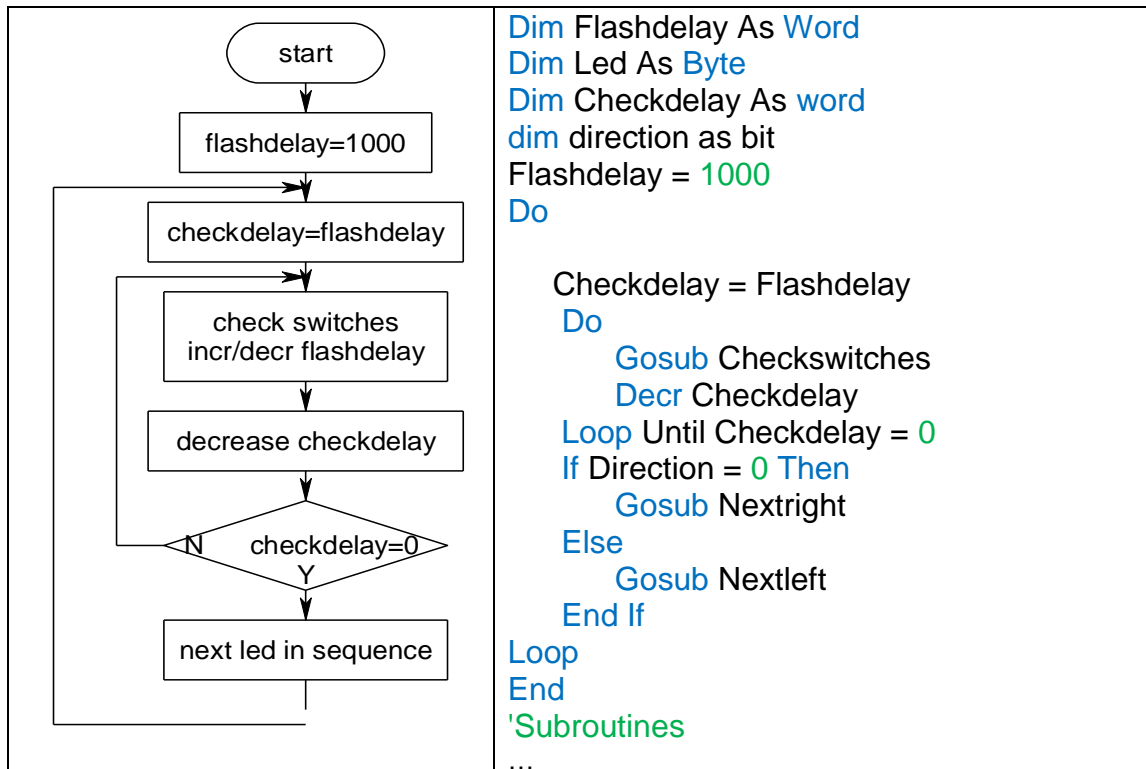 start
flashdelay=1000
checkdelay=flashdelay
check switches
incr/decr flashdelay
decrease checkdelay
N checkdelay=0
Y
next led in sequence
Dim Flashdelay As Word
Dim Led As Byte
Dim Checkdelay As word
dim direction as bit
Flashdelay = 1000
Do
Checkdelay = Flashdelay
Do
Gosub Checkswitches
Decr Checkdelay
Loop Until Checkdelay = 0
If Direction = 0 Then
Gosub Nextright
Else
Gosub Nextleft
End If
Loop
End
'Subroutines
...